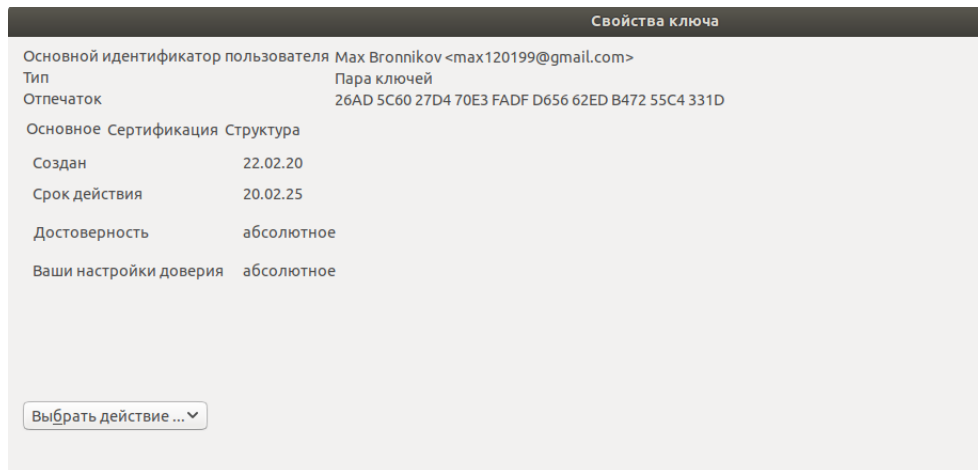 Свойства ключа
Основной идентификатор пользователя Max Bronnikov <max120199@gmail.com>
Тип Пара ключей
Отпечаток 26AD 5C60 27D4 70E3 FADF D656 62ED B472 55C4 331D
Основное Сертификация Структура
Создан 22.02.20
Срок действия 20.02.25
Достоверность абсолютное
Ваши настройки доверия абсолютное
Выбрать действие ...